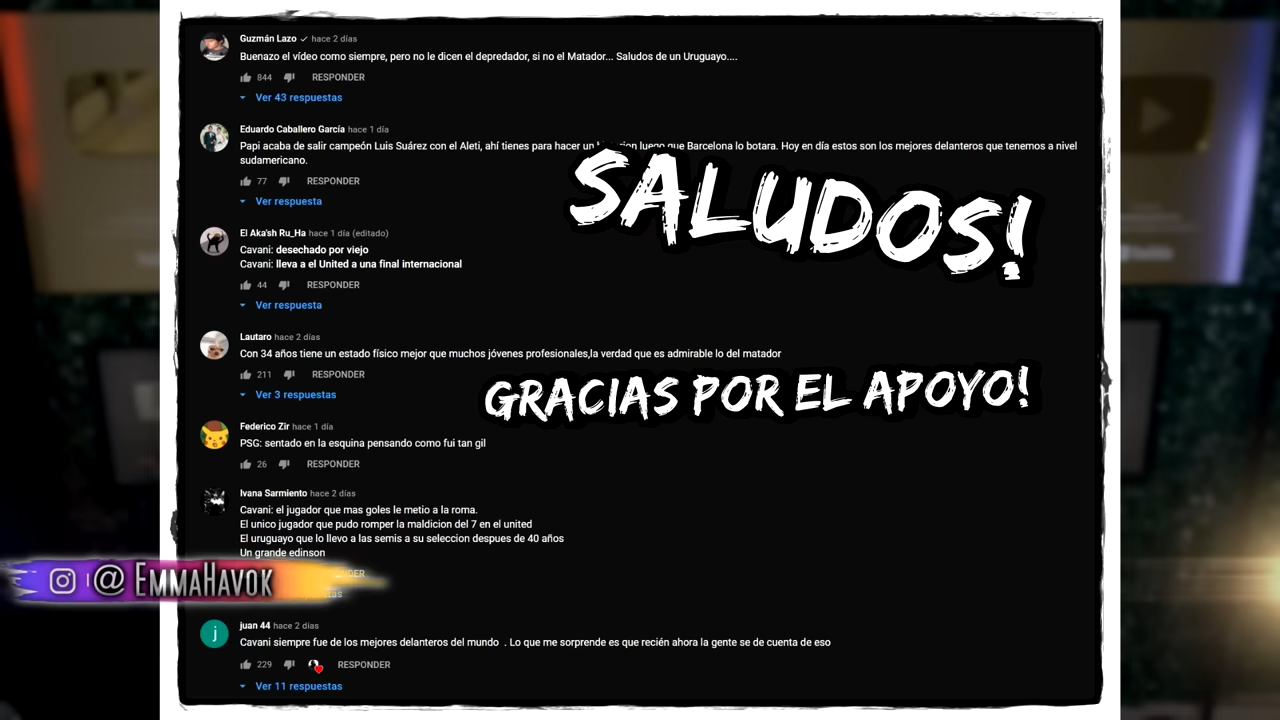 Guzmán Lazo hace 2 días
Buenazo el vídeo como siempre, pero no le dicen el depredador, si no el Matador... Saludos de un Uruguayo....
844 RESPONDER
Ver 43 respuestas
Eduardo Caballero García hace 1 día
Papi acaba de salir campeón Luis Suárez con el Aleti, ahí tienes para hacer un luego que Barcelona lo botara. Hoy en día estos son los mejores delanteros que tenemos a nivel
sudamericano.
77 RESPONDER
Ver respuesta
SALUDOS!
El Aka'sh Ru_Ha hace 1 día (editado)
Cavani: desechado por viejo
Cavani: lleva a el United a una final internacional
44 RESPONDER
Ver respuesta
Lautaro hace 2 días
Con 34 años tiene un estado físico mejor que muchos jóvenes profesionales,la verdad que es admirable lo del matador
211 RESPONDER
Ver 3 respuestas
GRACIAS POR EL APOYO!
Federico Zir hace 1 día
PSG: sentado en la esquina pensando como fui tan gil
26 RESPONDER
Ivana Sarmiento hace 2 días
Cavani: el jugador que mas goles le metio a la roma.
El unico jugador que pudo romper la maldicion del 7 en el united
El uruguayo que lo llevo a las semis a su seleccion despues de 40 años
Un grande edinson
@ EmmaHavok
juan 44 hace 2 días
Cavani siempre fue de los mejores delanteros del mundo . Lo que me sorprende es que recién ahora la gente se de cuenta de eso
229 RESPONDER
Ver 11 respuestas